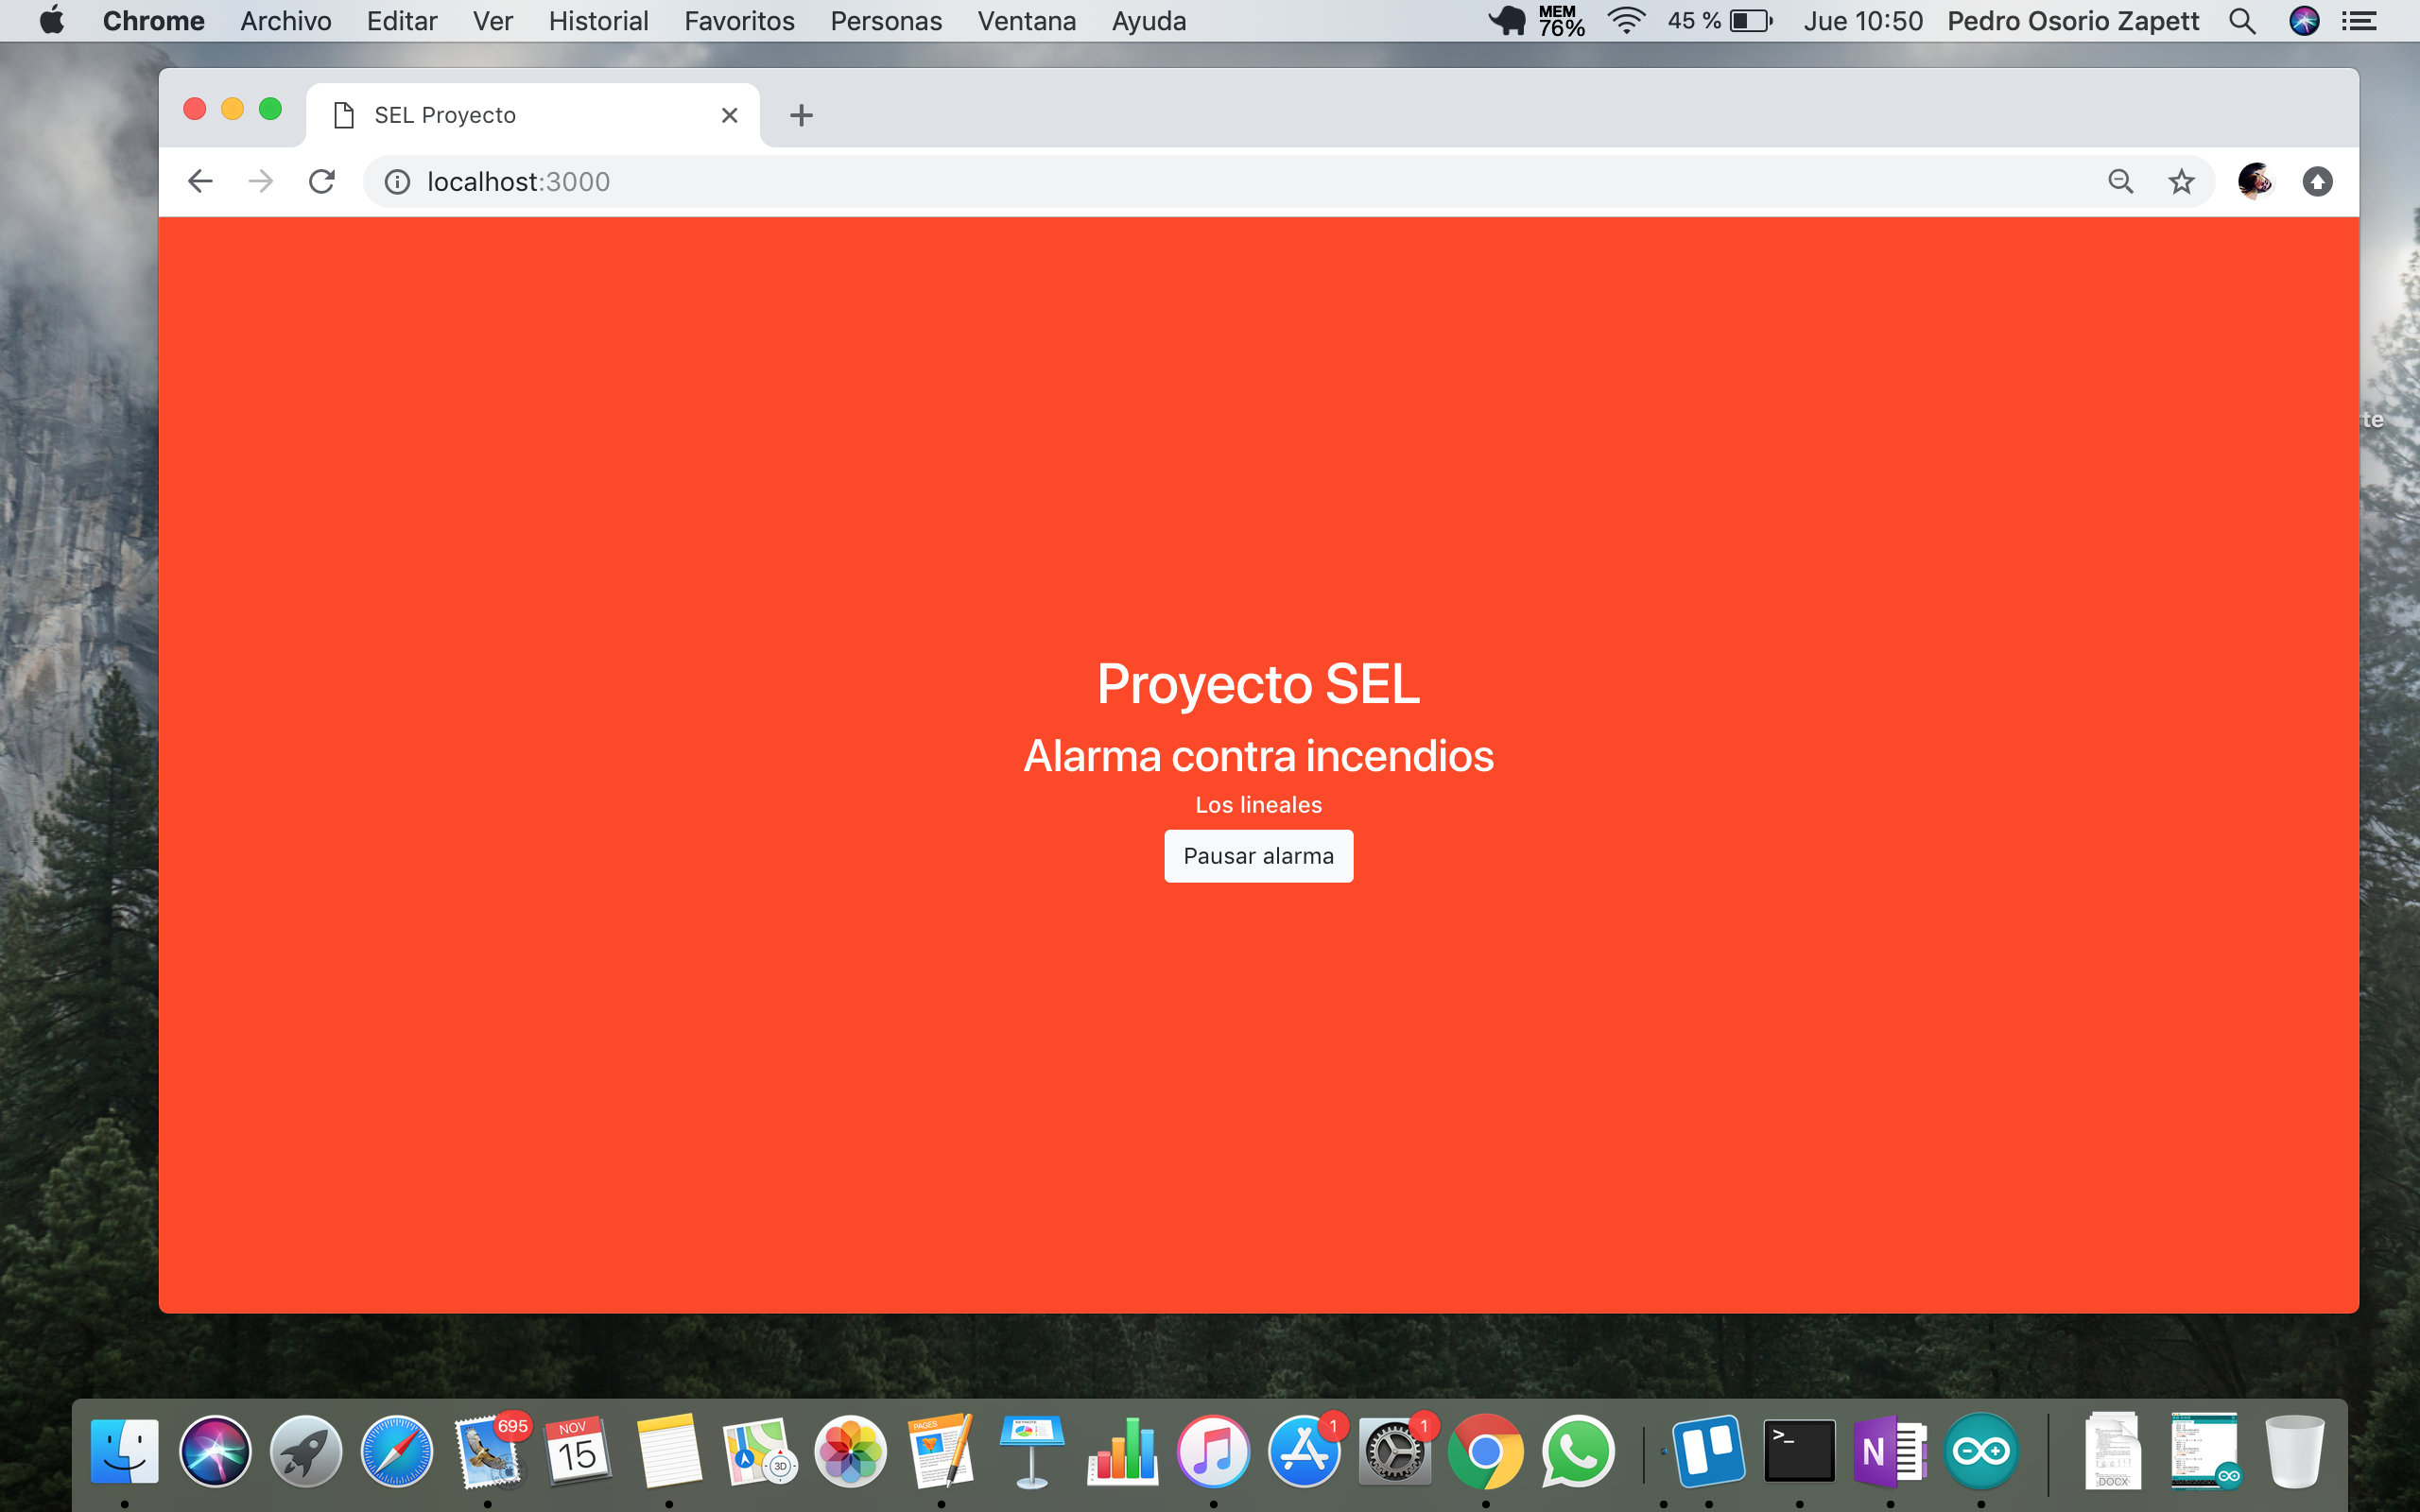 Chrome Archivo Editar Ver Historial Favoritos Personas Ventana Ayuda MEM 76% 45 % Jue 10:50 Pedro Osorio Zapett
SEL Proyecto
localhost:3000
te
Proyecto SEL
Alarma contra incendios
Los lineales
Pausar alarma
695 NOV 15 3D PAGES 1 1 >_ N DOCX